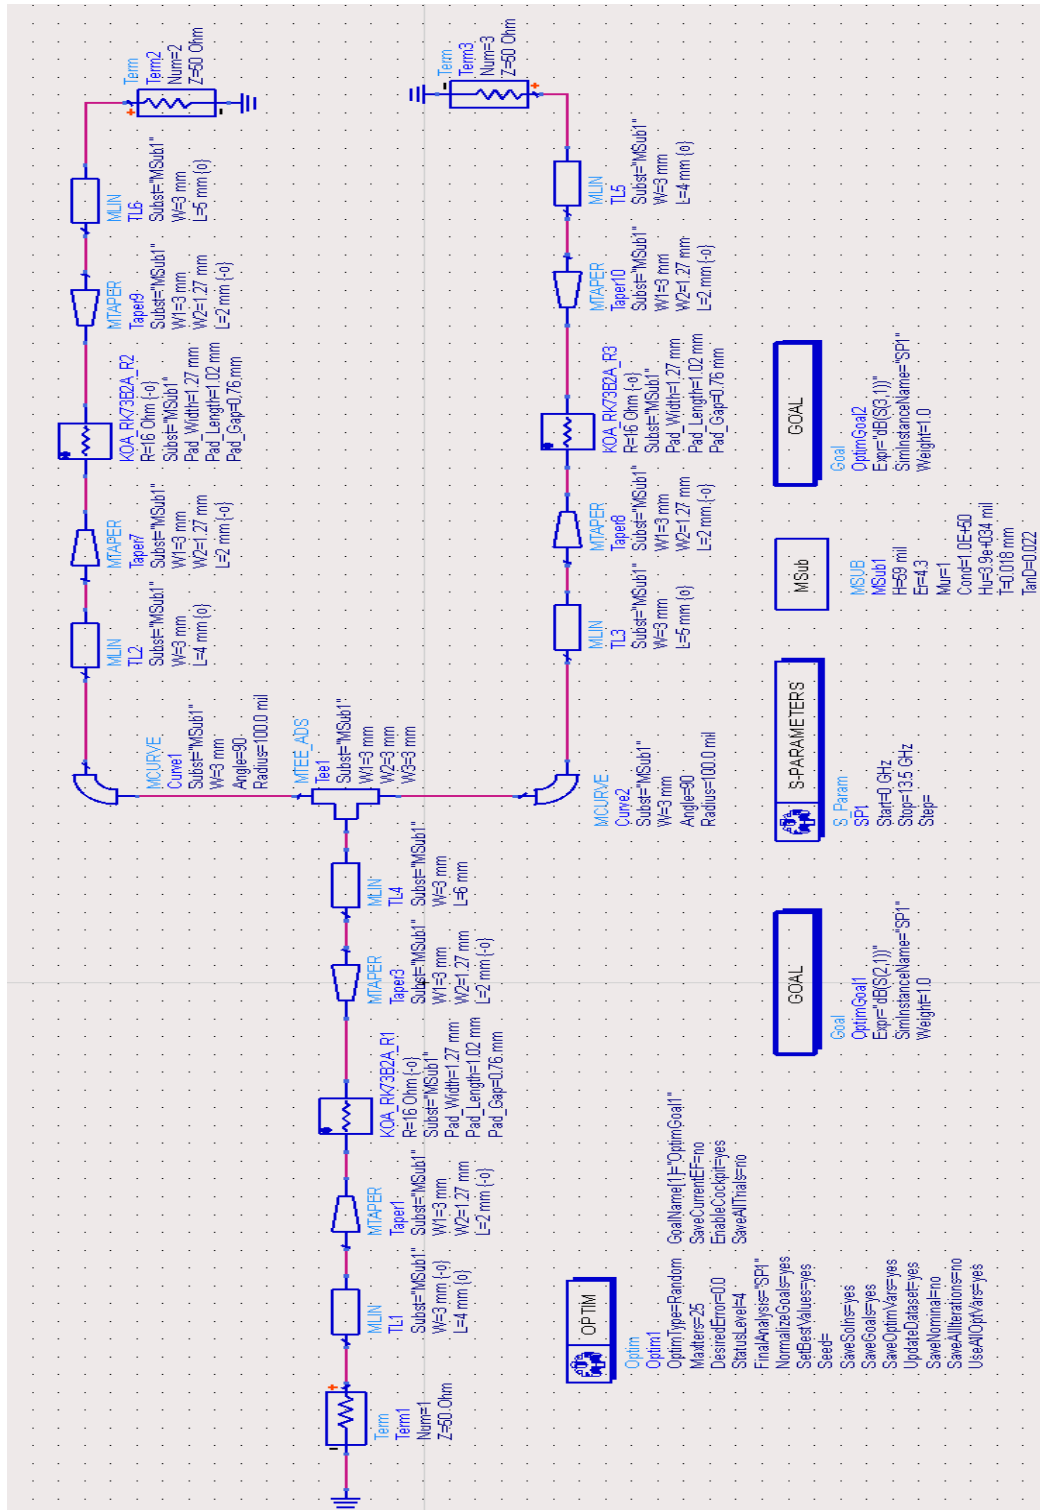 MCURVE
Curve1
Subst="MSub1"
W=3 mm
Angle=90
Radius=100.0 mil
MLIN
TL2
Subst="MSub1"
W=3 mm
L=4 mm {o}
MTAPER
Taper7
Subst="MSub1"
W1=3 mm
W2=1.27 mm
L=2 mm {-o}
KOA_RK73B2A_R2
R=16 Ohm {-o}
Subst="MSub1"
Pad_Width=1.27 mm
Pad_Length=1.02 mm
Pad_Gap=0.76 mm
MTAPER
Taper9
Subst="MSub1"
W1=3 mm
W2=1.27 mm
L=2 mm {-o}
MLIN
TL6
Subst="MSub1"
W=3 mm
L=5 mm {o}
Term
Term2
Num=2
Z=50 Ohm
Term
Term1
Num=1
Z=50 Ohm
MLIN
TL1
Subst="MSub1"
W=3 mm {-o}
L=4 mm {o}
MTAPER
Taper1
Subst="MSub1"
W1=3 mm
W2=1.27 mm
L=2 mm {-o}
KOA_RK73B2A_R1
R=16 Ohm {-o}
Subst="MSub1"
Pad_Width=1.27 mm
Pad_Length=1.02 mm
Pad_Gap=0.76 mm
MTAPER
Taper3
Subst="MSub1"
W1=3 mm
W2=1.27 mm
L=2 mm {-o}
MLIN
TL4
Subst="MSub1"
W=3 mm
L=6 mm
MTEE_ADS
Tee1
Subst="MSub1"
W1=3 mm
W2=3 mm
W3=3 mm
MCURVE
Curve2
Subst="MSub1"
W=3 mm
Angle=90
Radius=100.0 mil
MLIN
TL3
Subst="MSub1"
W=3 mm
L=5 mm {o}
MTAPER
Taper8
Subst="MSub1"
W1=3 mm
W2=1.27 mm
L=2 mm {-o}
KOA_RK73B2A_R3
R=16 Ohm {-o}
Subst="MSub1"
Pad_Width=1.27 mm
Pad_Length=1.02 mm
Pad_Gap=0.76 mm
MTAPER
Taper10
Subst="MSub1"
W1=3 mm
W2=1.27 mm
L=2 mm {-o}
MLIN
TL5
Subst="MSub1"
W=3 mm
L=4 mm {o}
Term
Term3
Num=3
Z=50 Ohm
OPTIM
Optim
Optim1
OptimType=Random
MaxIters=25
DesiredError=0.0
StatusLevel=4
FinalAnalysis="SP1"
NormalizeGoals=yes
SetBestValues=yes
Seed=
SaveSolns=yes
SaveGoals=yes
SaveOptimVars=yes
UpdateDataset=yes
SaveNominal=no
SaveAllIterations=no
UseAllOptVars=yes
GoalName[1]="OptimGoal1"
SaveCurrentEF=no
EnableCockpit=yes
SaveAllTrials=no
GOAL
Goal
OptimGoal1
Expr="dB(S(2,1))"
SimInstanceName="SP1"
Weight=1.0
S-PARAMETERS
S_Param
SP1
Start=0 GHz
Stop=13.5 GHz
Step=
MSub
MSUB
MSub1
H=59 mil
Er=4.3
Mur=1
Cond=1.0E+50
Hu=3.9e+034 mil
T=0.018 mm
TanD=0.022
GOAL
Goal
OptimGoal2
Expr="dB(S(3,1))"
SimInstanceName="SP1"
Weight=1.0